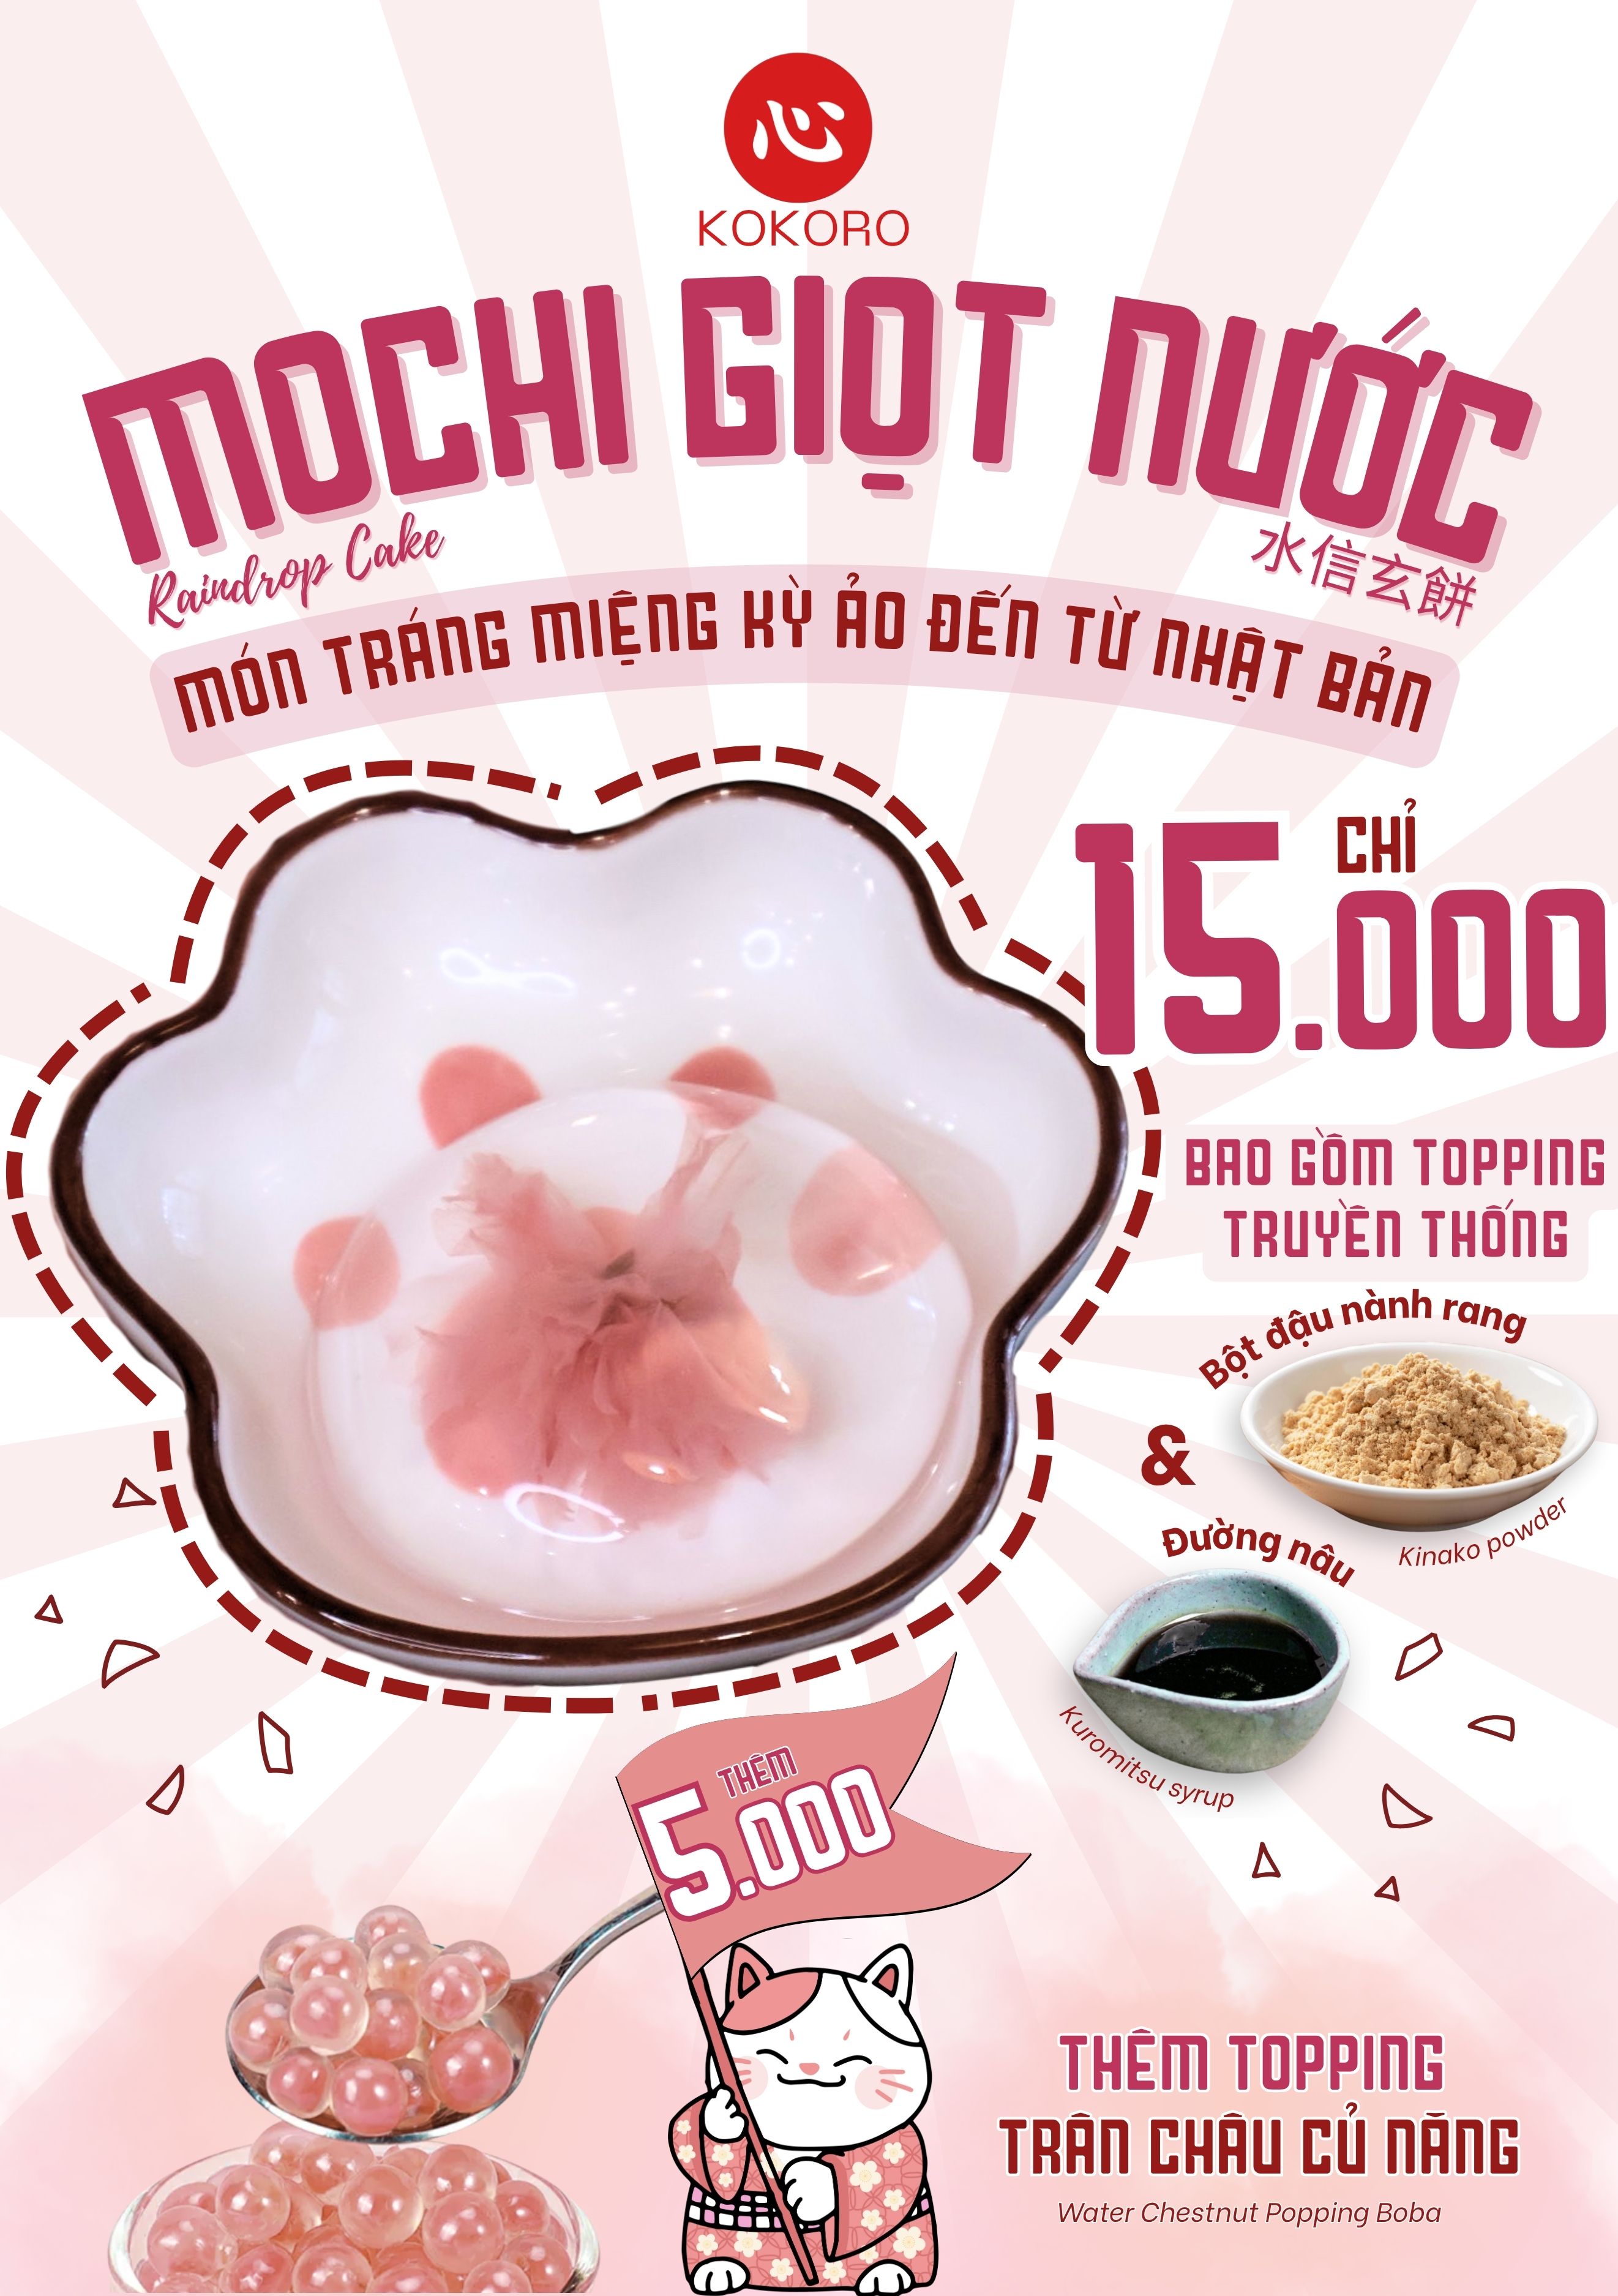 心
KOKORO
MOCHI GIỌT NƯỚC
Raindrop Cake
水信玄餅
MÓN TRÁNG MIỆNG KỲ ẢO ĐẾN TỪ NHẬT BẢN
CHỈ
15.000
BAO GỒM TOPPING
TRUYỀN THỐNG
Bột đậu nành rang
Kinako powder
&
Đường nâu
Kuromitsu syrup
THÊM
5.000
THÊM TOPPING
TRÂN CHÂU CỦ NĂNG
Water Chestnut Popping Boba